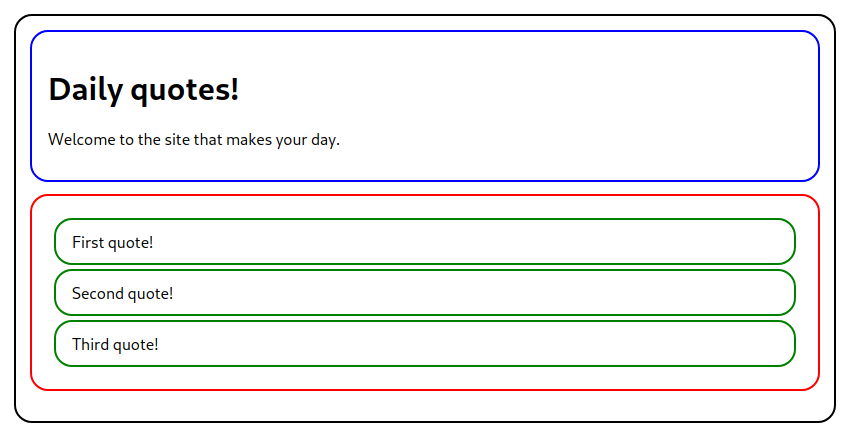 Daily quotes!
Welcome to the site that makes your day.
First quote!
Second quote!
Third quote!